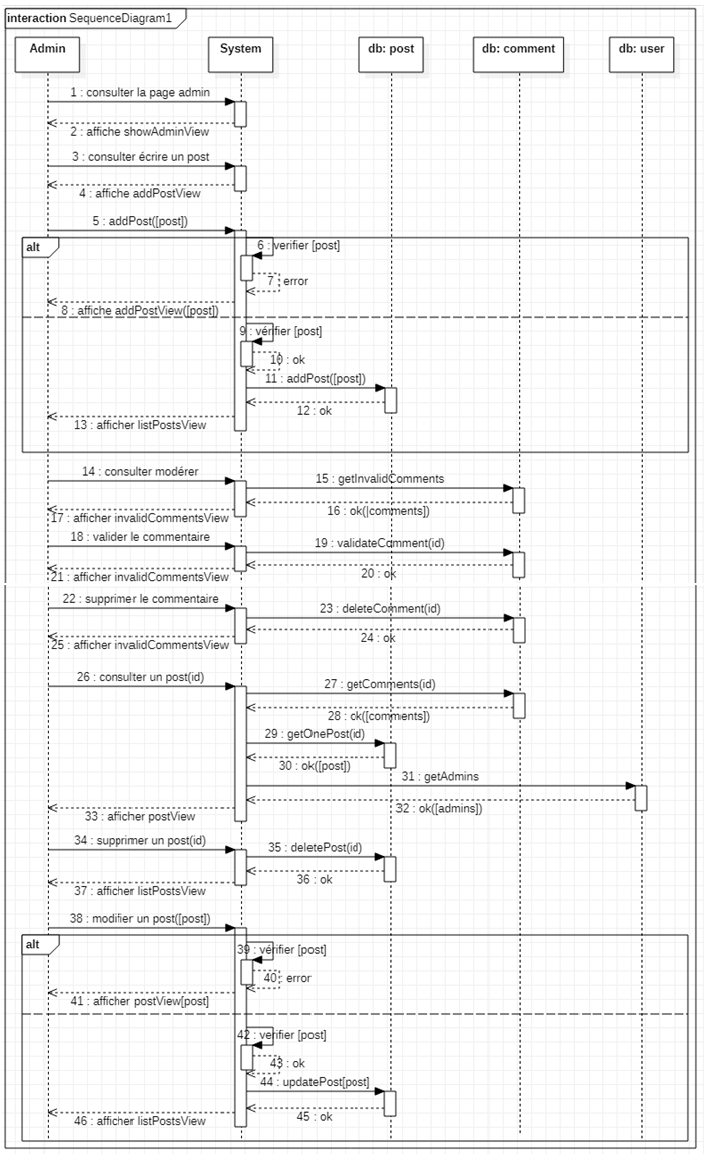 interaction SequenceDiagram1
Admin
System
db: post
db: comment
db: user
1 : consulter la page admin
2 : affiche showAdminView
3 : consulter écrire un post
4 : affiche addPostView
5 : addPost([post])
alt
6 : verifier [post]
7 : error
8 : affiche addPostView([post])
9 : vérifier [post]
10 : ok
11 : addPost([post])
12 : ok
13 : afficher listPostsView
14 : consulter modérer
15 : getInvalidComments
16 : ok([comments])
17 : afficher invalidCommentsView
18 : valider le commentaire
19 : validateComment(id)
20 : ok
21 : afficher invalidCommentsView
22 : supprimer le commentaire
23 : deleteComment(id)
24 : ok
25 : afficher invalidCommentsView
26 : consulter un post(id)
27 : getComments(id)
28 : ok([comments])
29 : getOnePost(id)
30 : ok([post])
31 : getAdmins
32 : ok([admins])
33 : afficher postView
34 : supprimer un post(id)
35 : deletePost(id)
36 : ok
37 : afficher listPostsView
38 : modifier un post([post])
alt
39 : vérifier [post]
40 : error
41 : afficher postView[post]
42 : verifier [post]
43 : ok
44 : updatePost[post]
45 : ok
46 : afficher listPostsView